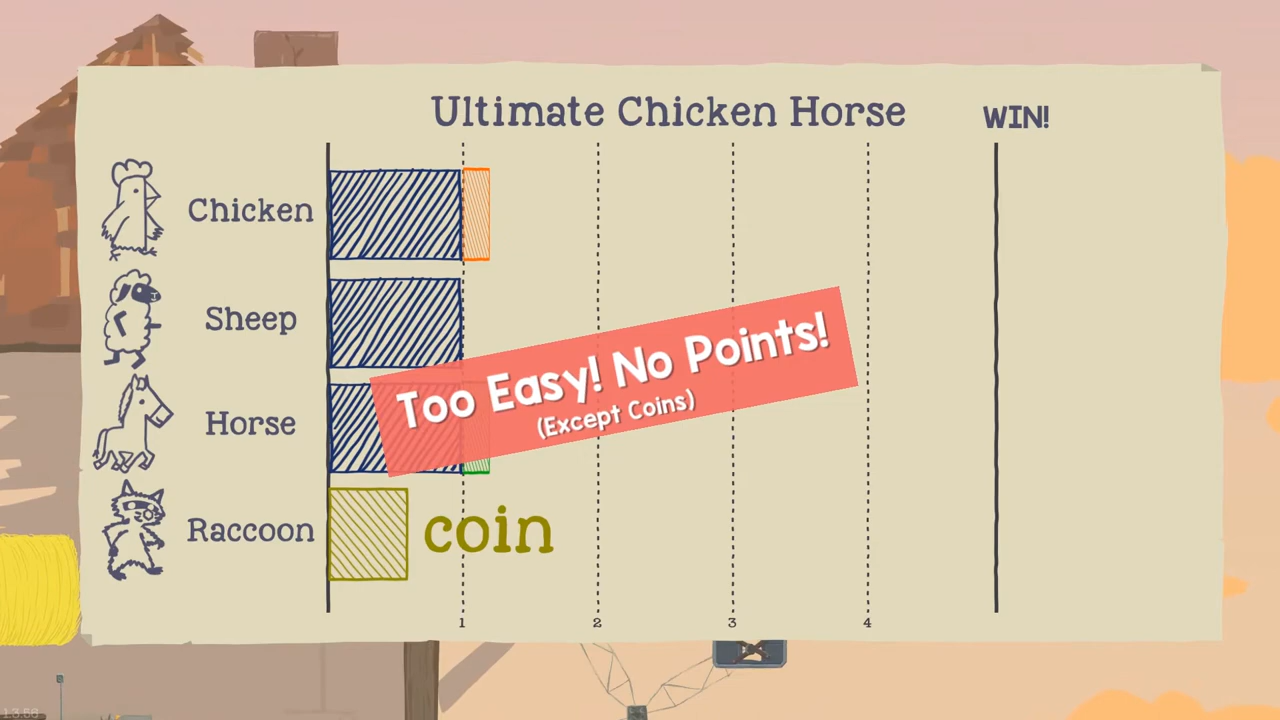 Ultimate Chicken Horse
WIN!
Chicken
Sheep
Too Easy! No Points!
(Except Coins)
Horse
Raccoon
coin
1 2 3 4